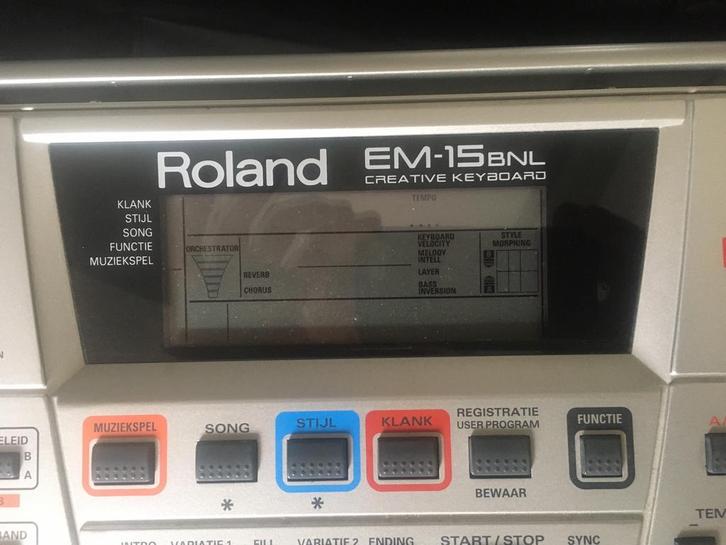 Roland EM-15BNL
CREATIVE KEYBOARD
KLANK
STIJL
SONG
FUNCTIE
MUZIEKSPEL
TEMPO
KEYBOARD
VELOCITY
STYLE
MORPHING
ORCHESTRATOR
MELODY
INTELL
REVERB
LAYER
CHORUS
BASS
INVERSION
MUZIEKSPEL
SONG
STIJL
KLANK
REGISTRATIE
USER PROGRAM
FUNCTIE
BEWAAR
* *
ELEID
B
A
INTRO VARIATIE 1 FILL VARIATIE 2 ENDING START / STOP SYNC